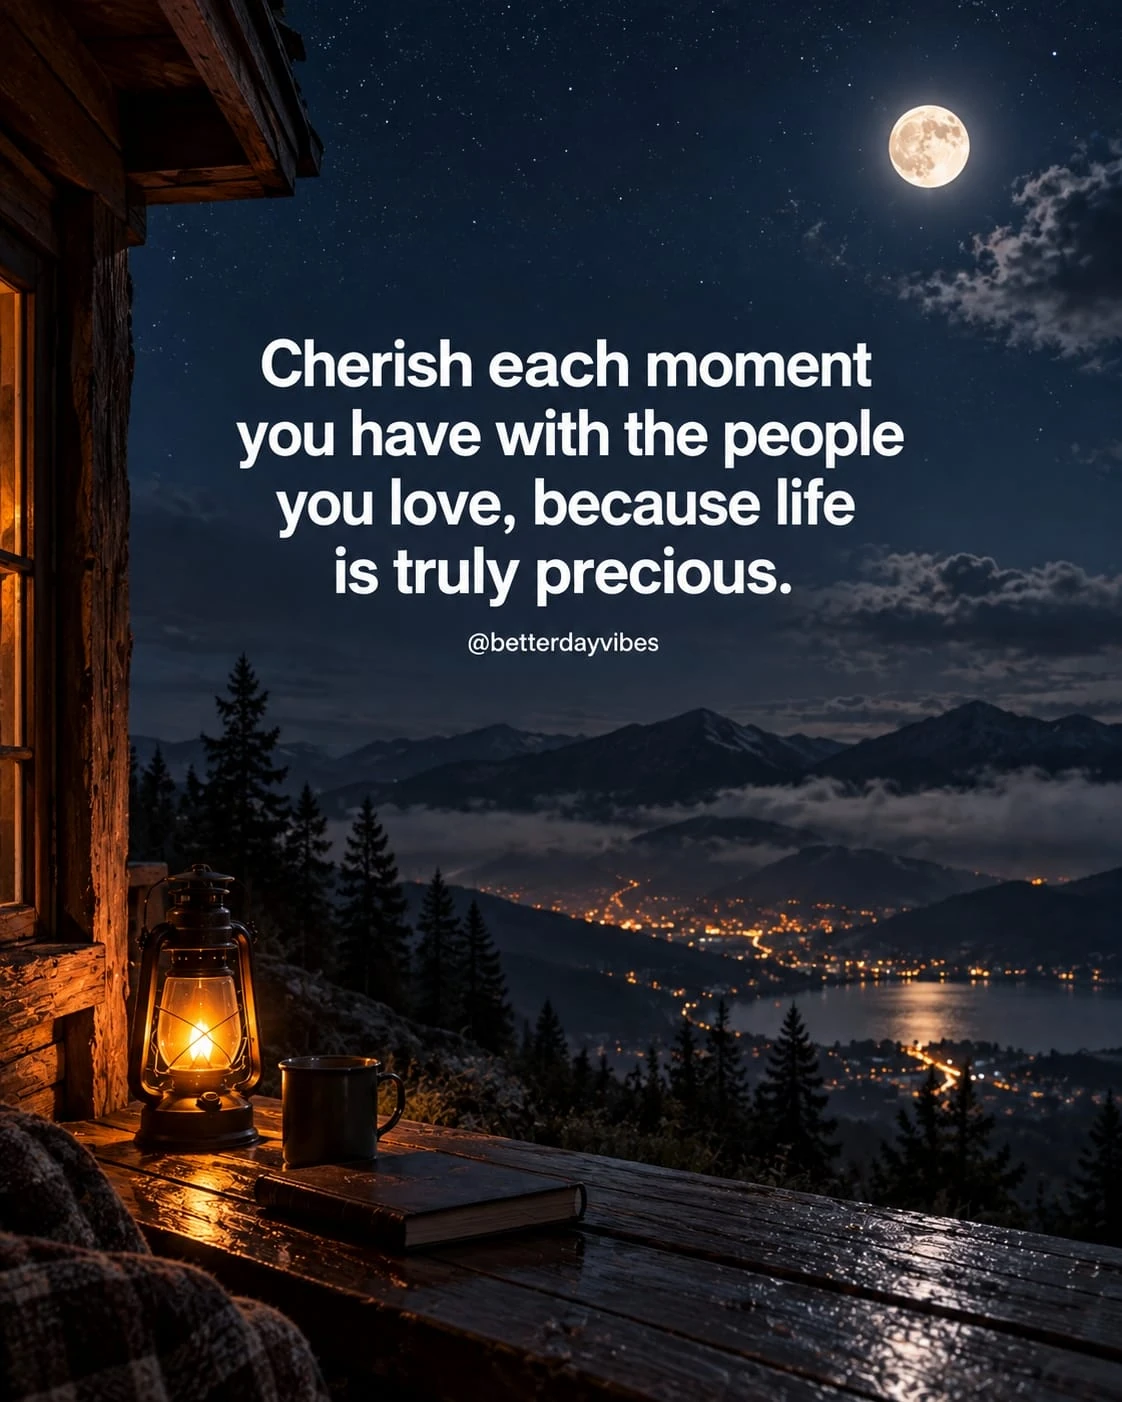 Cherish each moment
you have with the people
you love, because life
is truly precious.
@betterdayvibes